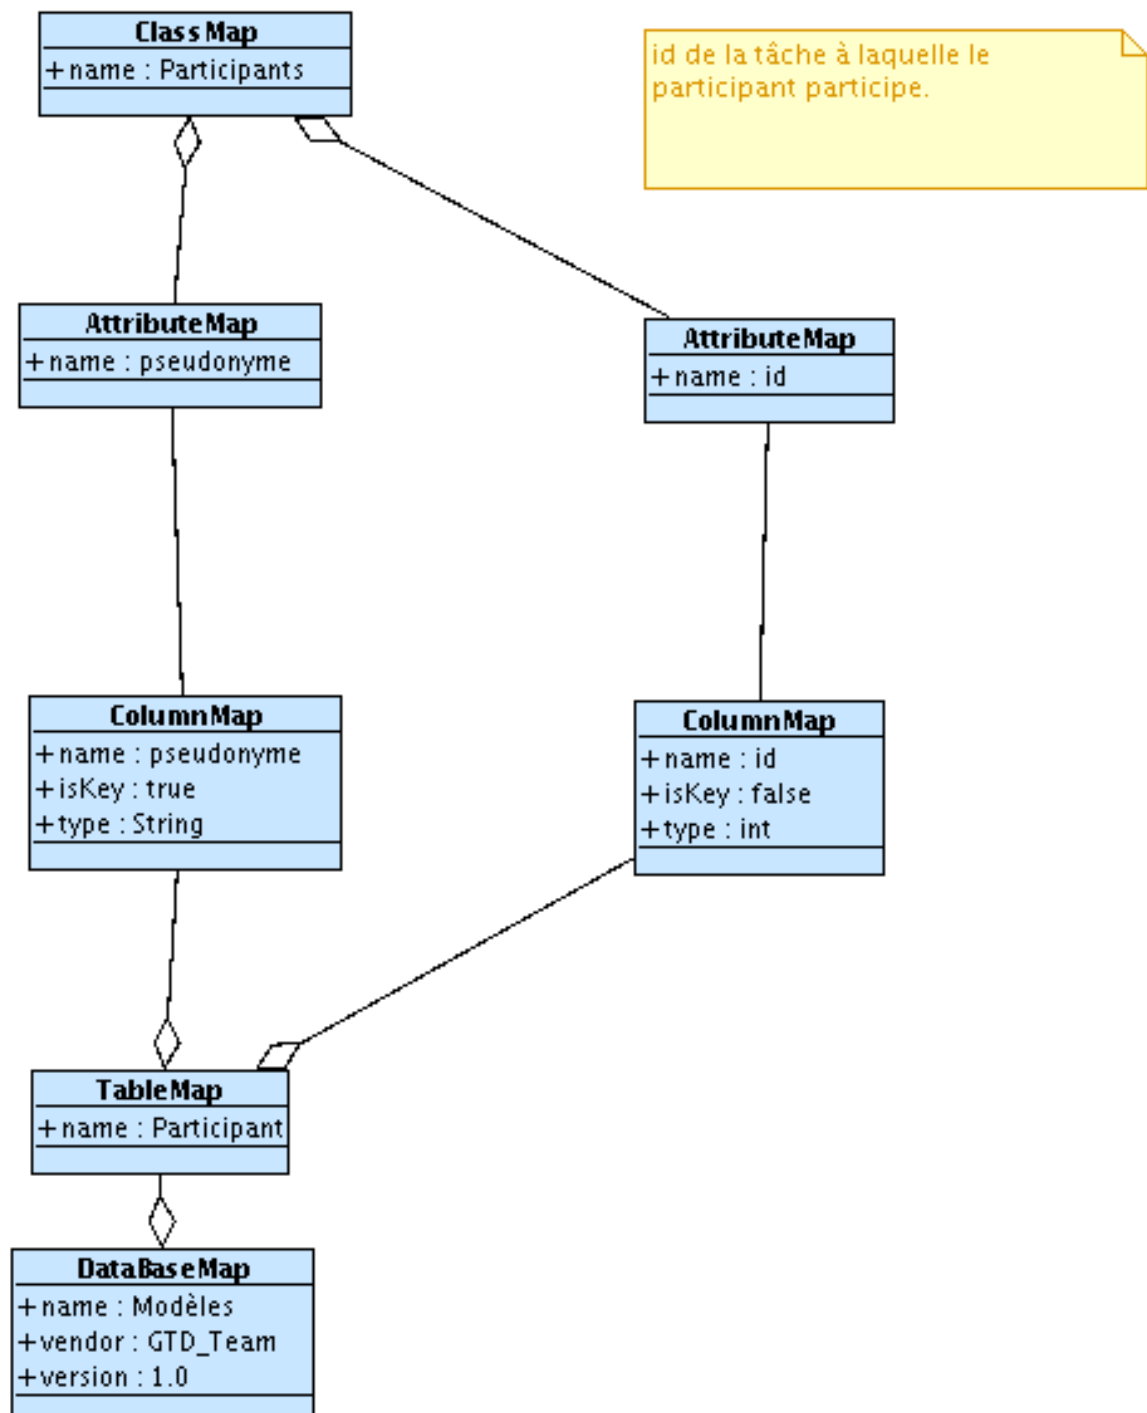 ClassMap
+name : Participants
id de la tâche à laquelle le
participant participe.
AttributeMap
+name : pseudonyme
AttributeMap
+name : id
ColumnMap
+name : pseudonyme
+isKey : true
+type : String
ColumnMap
+name : id
+isKey : false
+type : int
TableMap
+name : Participant
DataBaseMap
+name : Modèles
+vendor : GTD_Team
+version : 1.0